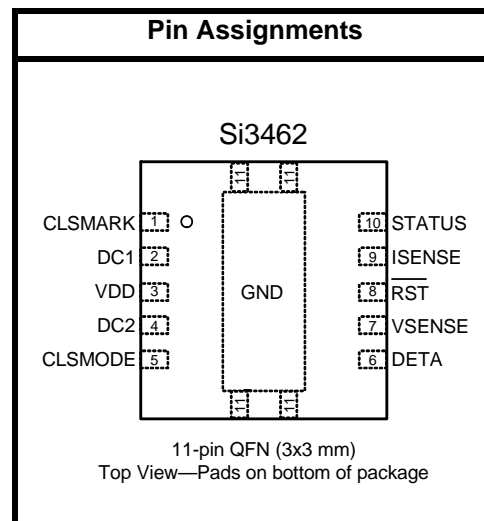 Pin Assignments
Si3462
11 11
CLSMARK 1 10 STATUS
DC1 2 9 ISENSE
VDD 3 GND 8 RST
DC2 4 7 VSENSE
CLSMODE 5 6 DETA
11 11
11-pin QFN (3x3 mm)
Top View—Pads on bottom of package